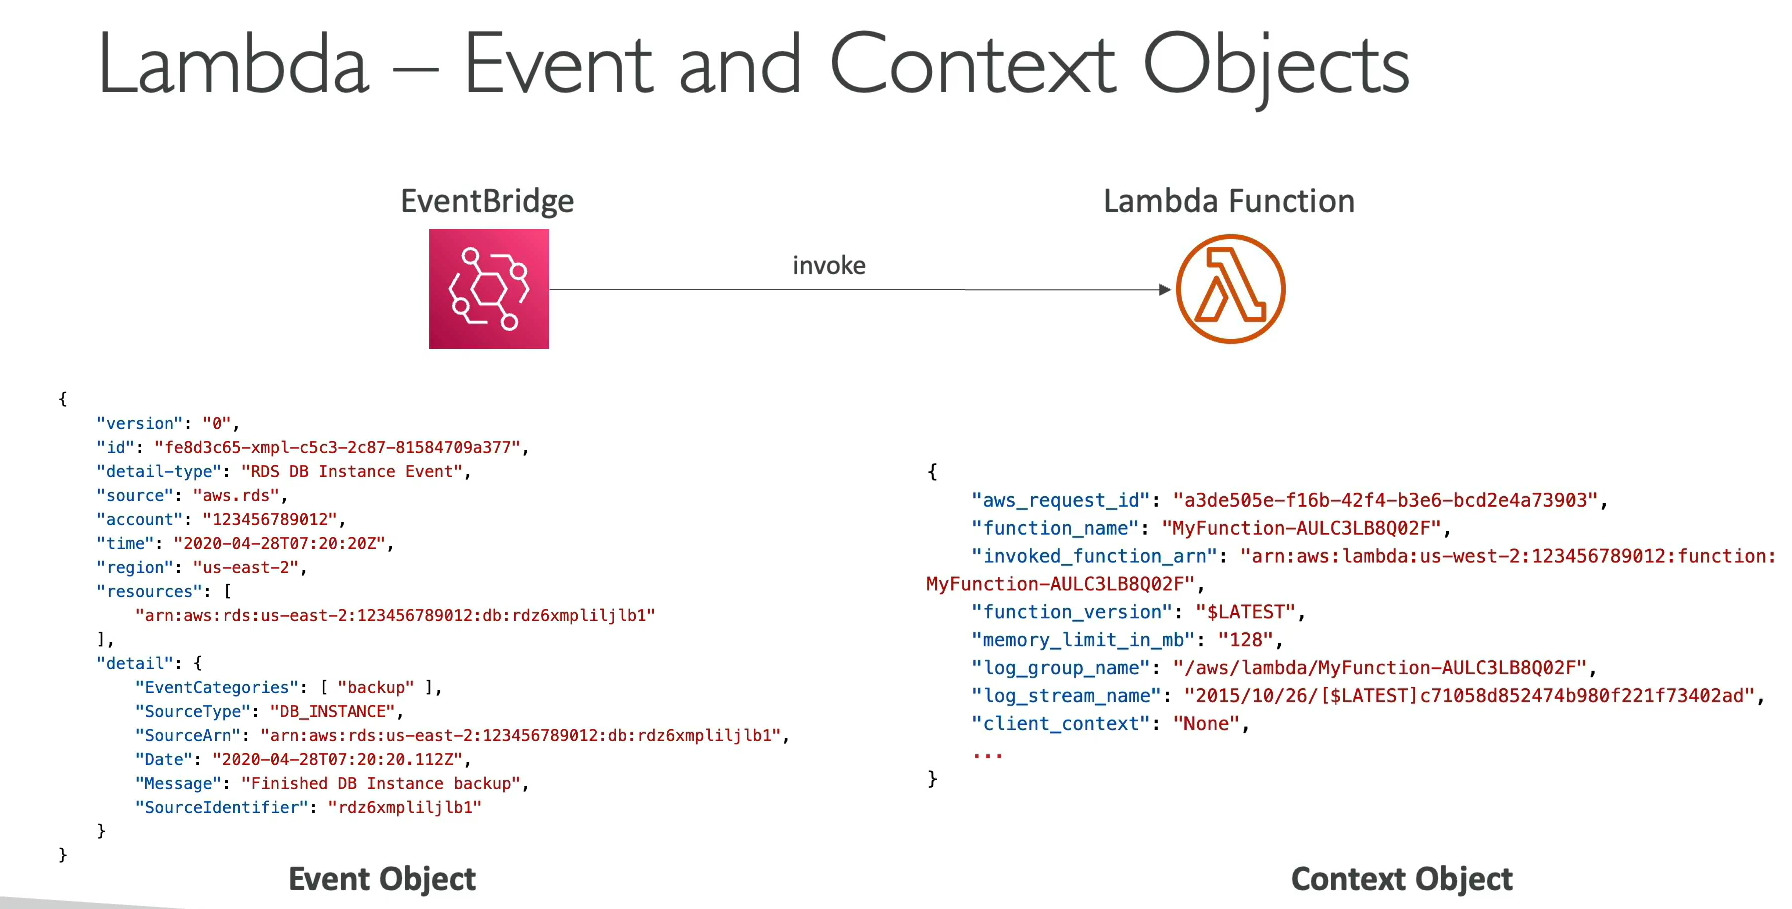 Lambda – Event and Context Objects
EventBridge
Lambda Function
invoke
{
"version": "0",
"id": "fe8d3c65-xmpl-c5c3-2c87-81584709a377",
"detail-type": "RDS DB Instance Event",
"source": "aws.rds",
"account": "123456789012",
"time": "2020-04-28T07:20:20Z",
"region": "us-east-2",
"resources": [
"arn:aws:rds:us-east-2:123456789012:db:rdz6xmpliljlb1"
],
"detail": {
"EventCategories": [ "backup" ],
"SourceType": "DB_INSTANCE",
"SourceArn": "arn:aws:rds:us-east-2:123456789012:db:rdz6xmpliljlb1",
"Date": "2020-04-28T07:20:20.112Z",
"Message": "Finished DB Instance backup",
"SourceIdentifier": "rdz6xmpliljlb1"
}
}
Event Object
{
"aws_request_id": "a3de505e-f16b-42f4-b3e6-bcd2e4a73903",
"function_name": "MyFunction-AULC3LB8Q02F",
"invoked_function_arn": "arn:aws:lambda:us-west-2:123456789012:function:
MyFunction-AULC3LB8Q02F",
"function_version": "$LATEST",
"memory_limit_in_mb": "128",
"log_group_name": "/aws/lambda/MyFunction-AULC3LB8Q02F",
"log_stream_name": "2015/10/26/[$LATEST]c71058d852474b980f221f73402ad",
"client_context": "None",
...
}
Context Object